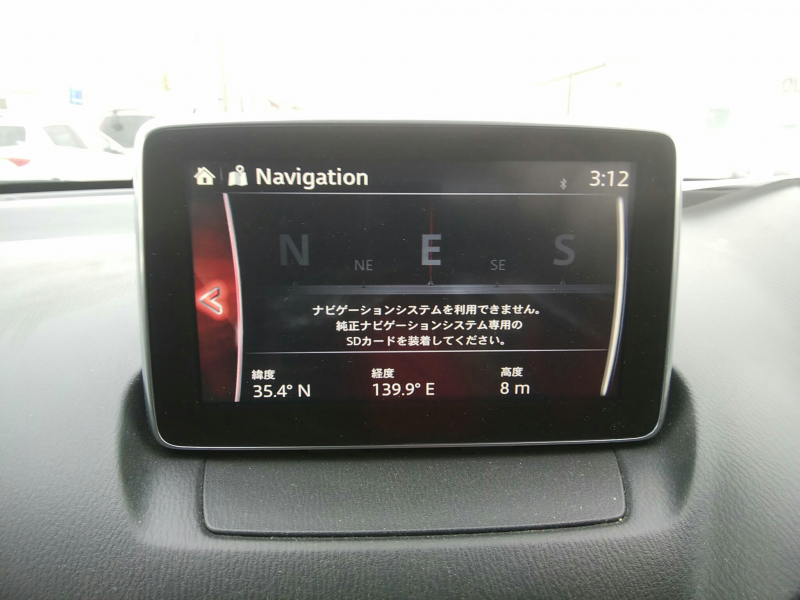 Navigation 3:12
N NE E SE S
ナビゲーションシステムを利用できません。
純正ナビゲーションシステム専用の
SDカードを装着してください。
緯度 経度 高度
35.4° N 139.9° E 8 m